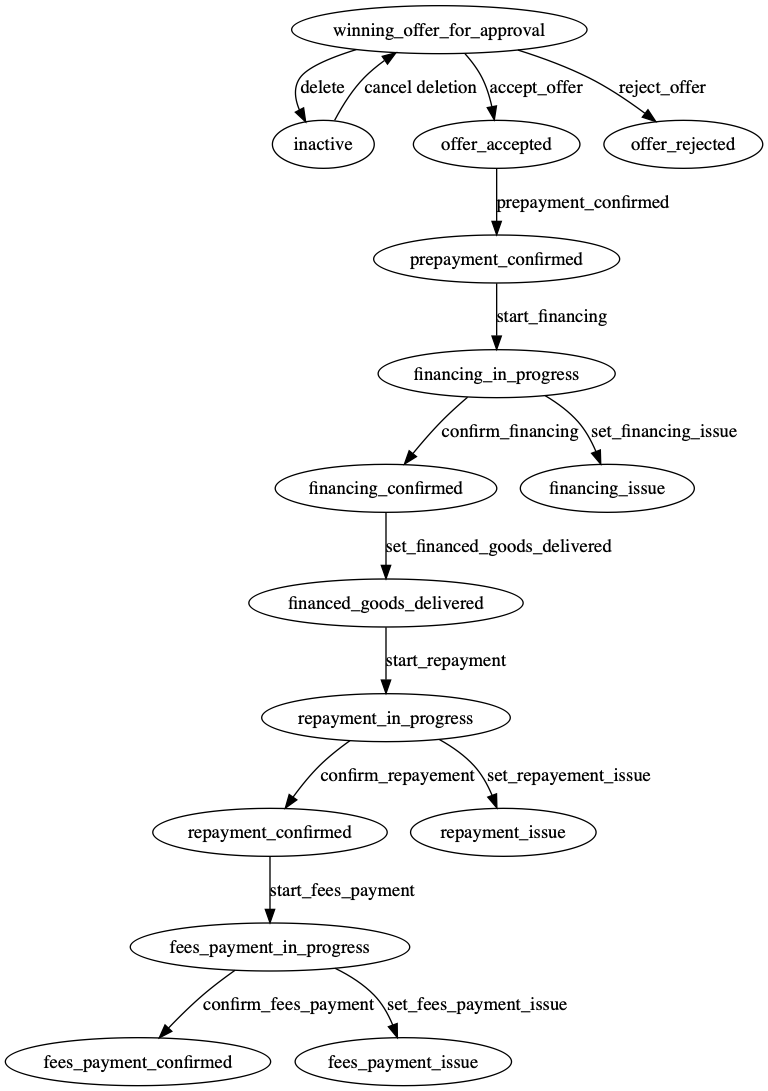 winning_offer_for_approval
delete
cancel deletion
accept_offer
reject_offer
inactive
offer_accepted
offer_rejected
prepayment_confirmed
prepayment_confirmed
start_financing
financing_in_progress
confirm_financing
set_financing_issue
financing_confirmed
financing_issue
set_financed_goods_delivered
financed_goods_delivered
start_repayment
repayment_in_progress
confirm_repayement
set_repayement_issue
repayment_confirmed
repayment_issue
start_fees_payment
fees_payment_in_progress
confirm_fees_payment
set_fees_payment_issue
fees_payment_confirmed
fees_payment_issue